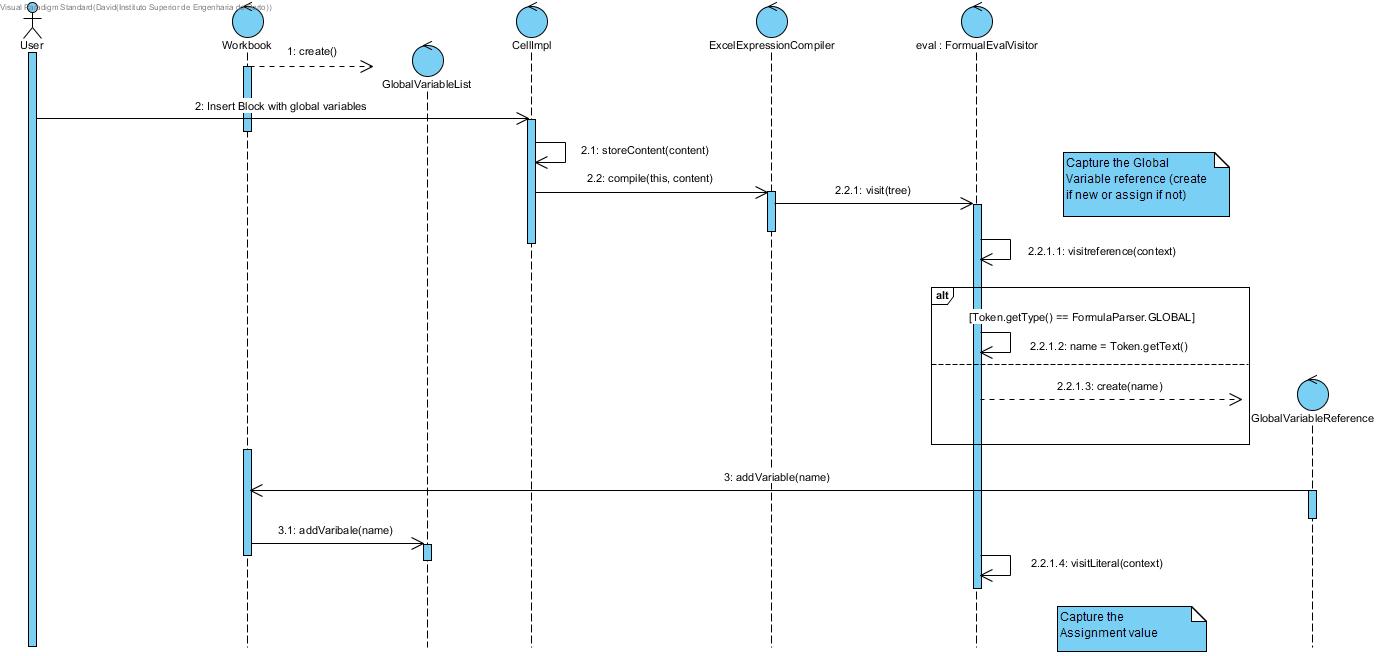 Visual Paradigm Standard(David(Instituto Superior de Engenharia do Porto))
User
Workbook
CellImpl
ExcelExpressionCompiler
eval : FormualEvalVisitor
1: create()
GlobalVariableList
2: Insert Block with global variables
2.1: storeContent(content)
2.2: compile(this, content)
2.2.1: visit(tree)
Capture the Global
Variable reference (create
if new or assign if not)
2.2.1.1: visitreference(context)
alt
[Token.getType() == FormulaParser.GLOBAL]
2.2.1.2: name = Token.getText()
2.2.1.3: create(name)
GlobalVariableReference
3: addVariable(name)
3.1: addVaribale(name)
2.2.1.4: visitLiteral(context)
Capture the
Assignment value